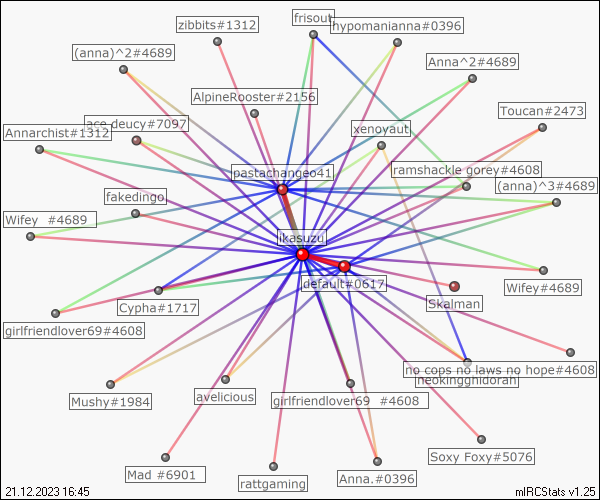 zibbits#1312
frisout
hypomanianna#0396
(anna)^2#4689
Anna^2#4689
AlpineRooster#2156
Toucan#2473
ace deucy#7097
Annarchist#1312
xenoyaut
pastachangeo41
ramshackle gorey#4608
(anna)^3#4689
fakedingo
Wifey #4689
ikasuzu
default#0617
Wifey#4689
Cypha#1717
Skalman
girlfriendlover69#4608
no cops no laws no hope#4608
neokingghidorah
Mushy#1984
avelicious
girlfriendlover69 #4608
Soxy Foxy#5076
Mad #6901
rattgaming
Anna.#0396
21.12.2023 16:45
mIRCStats v1.25